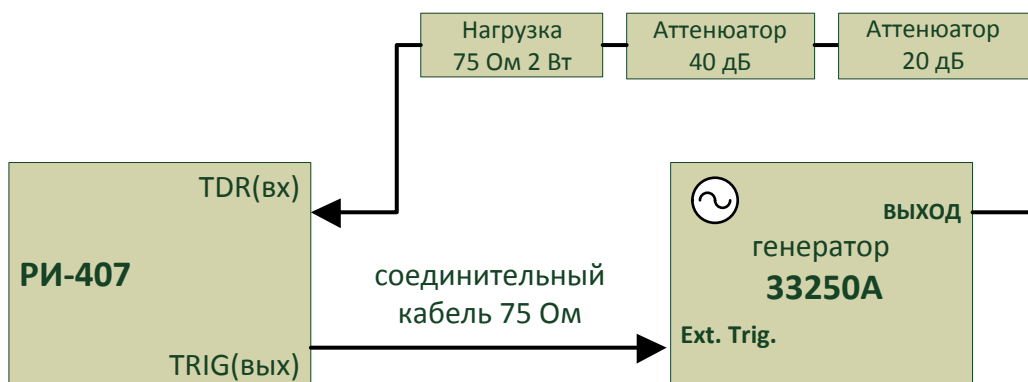 Нагрузка
75 Ом 2 Вт
Аттенюатор
40 дБ
Аттенюатор
20 дБ
TDR(вх)
РИ-407
TRIG(вых)
соединительный
кабель 75 Ом
ВЫХОД
генератор
33250A
Ext. Trig.